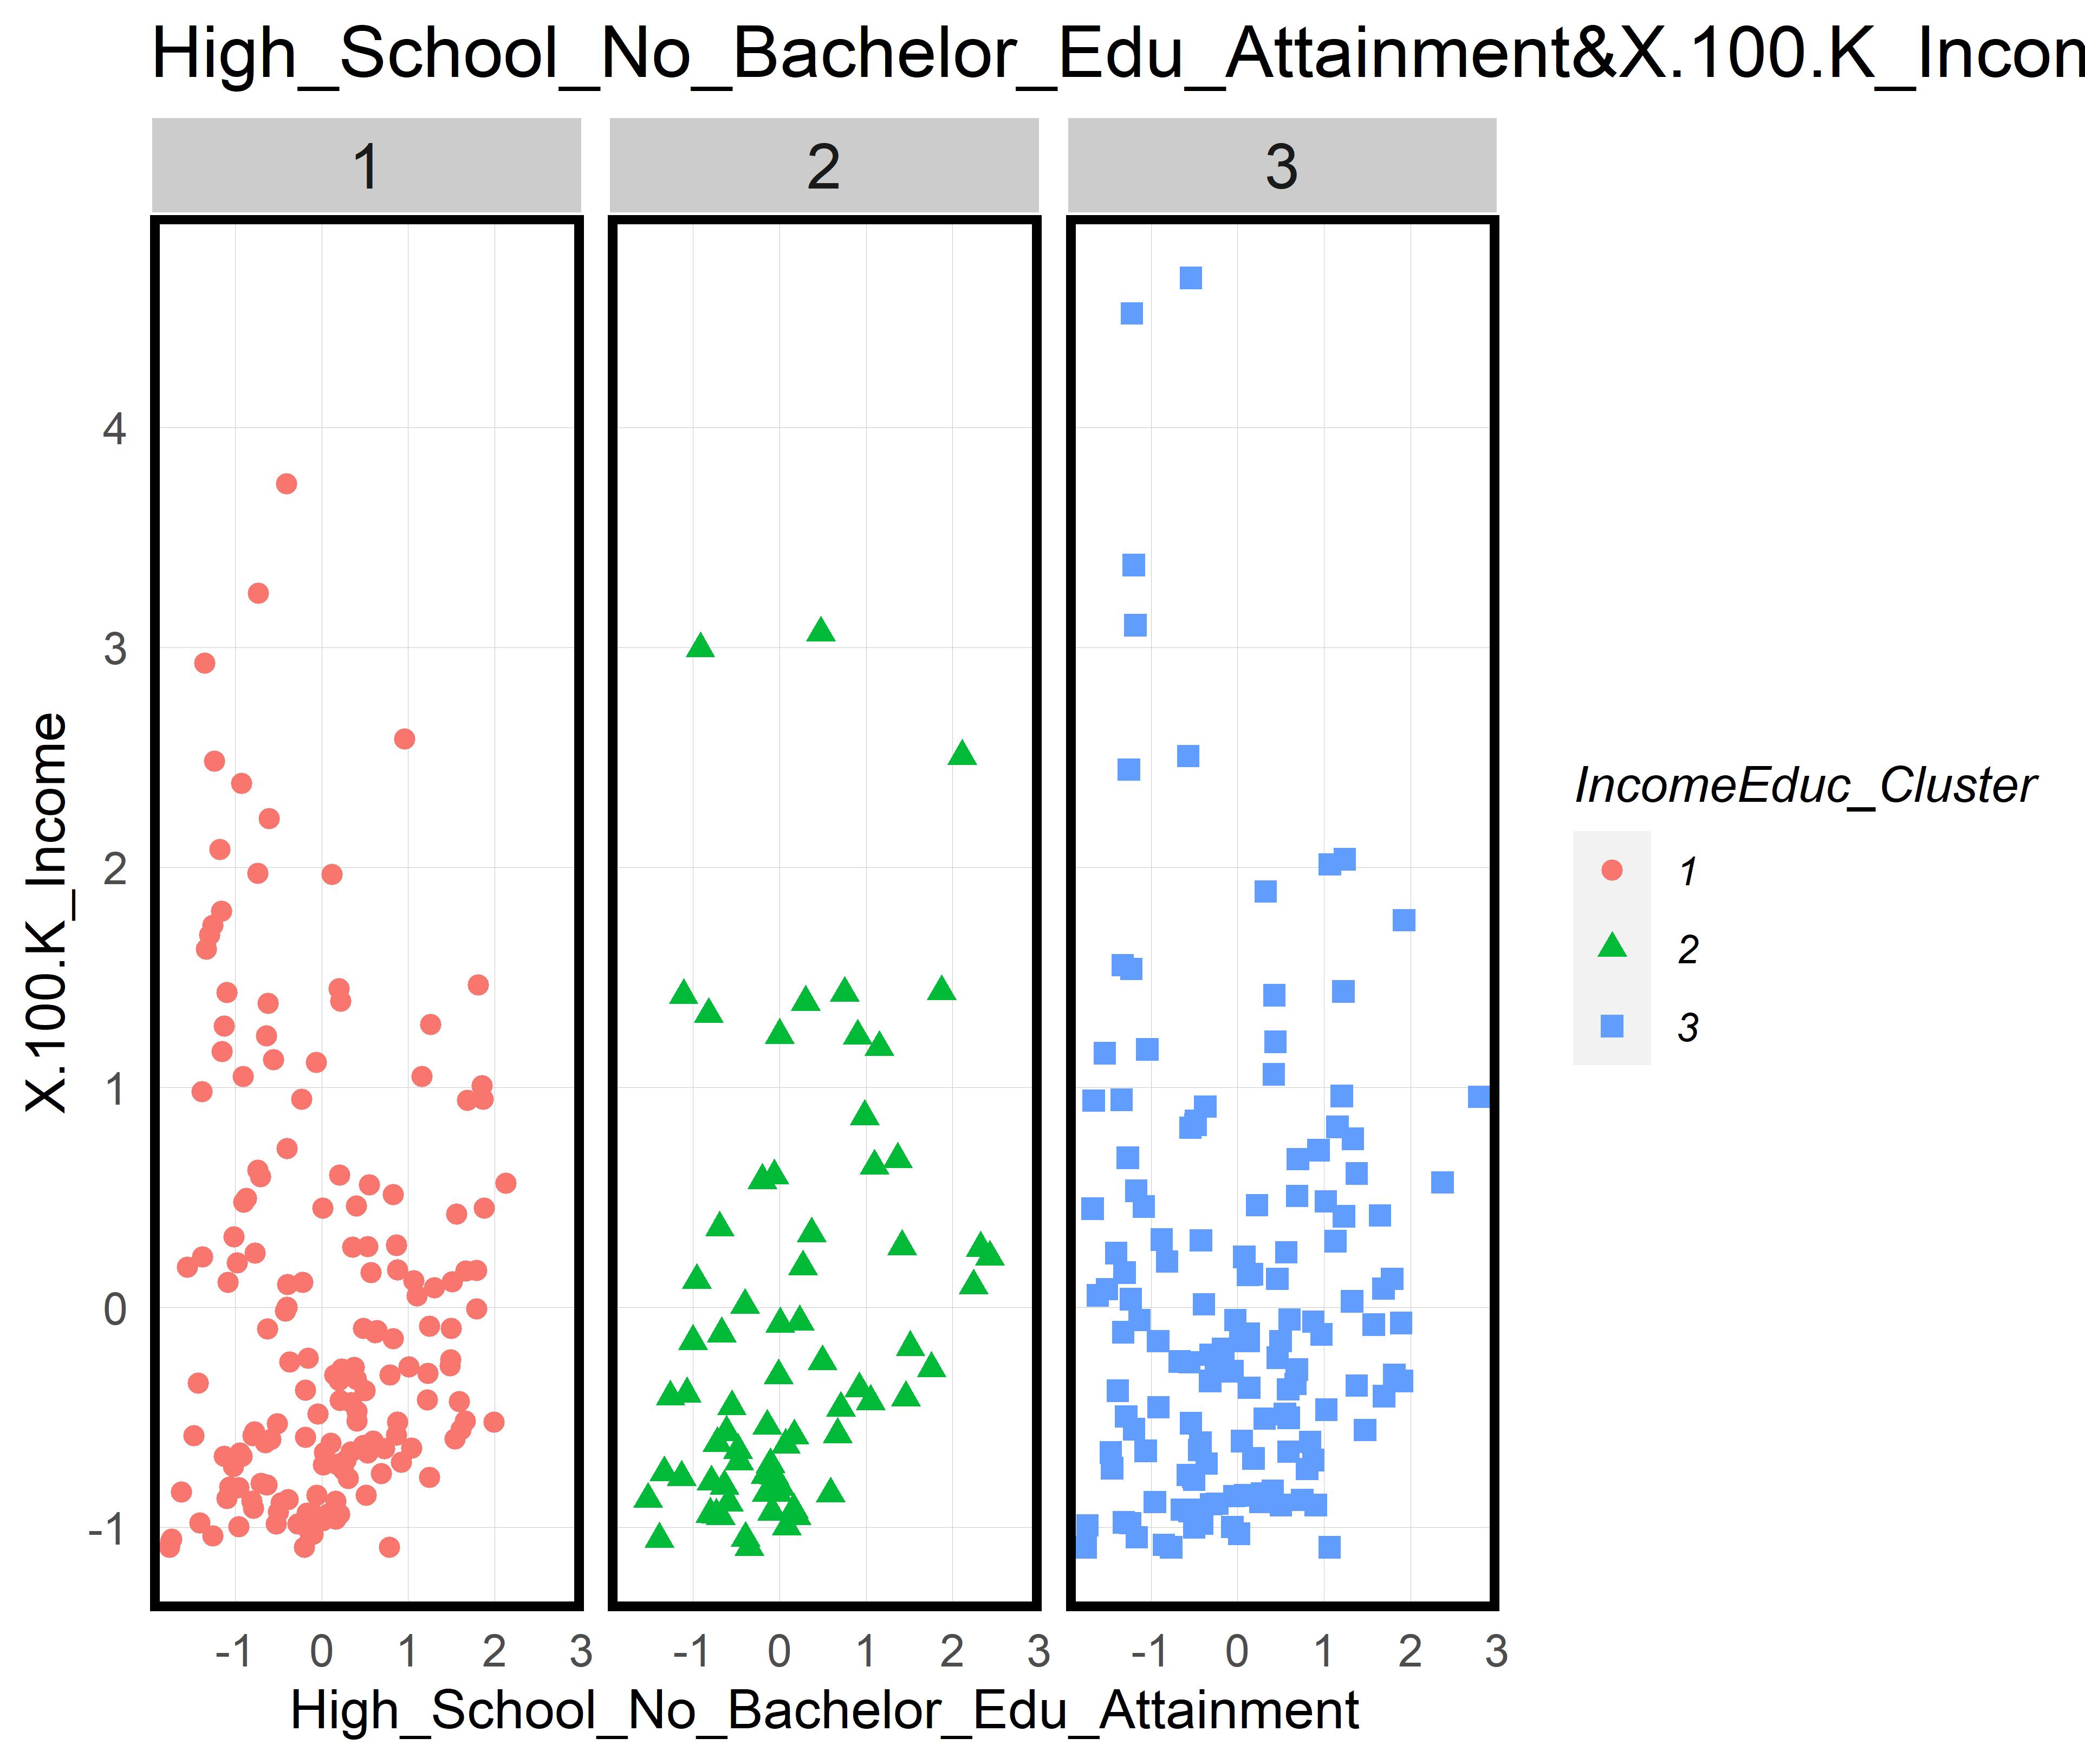 High_School_No_Bachelor_Edu_Attainment&X.100.K_Incon
1 2 3
X.100.K_Income
4
3
2
1
0
-1
-1 0 1 2 3
-1 0 1 2 3
-1 0 1 2 3
High_School_No_Bachelor_Edu_Attainment
IncomeEduc_Cluster
1
2
3